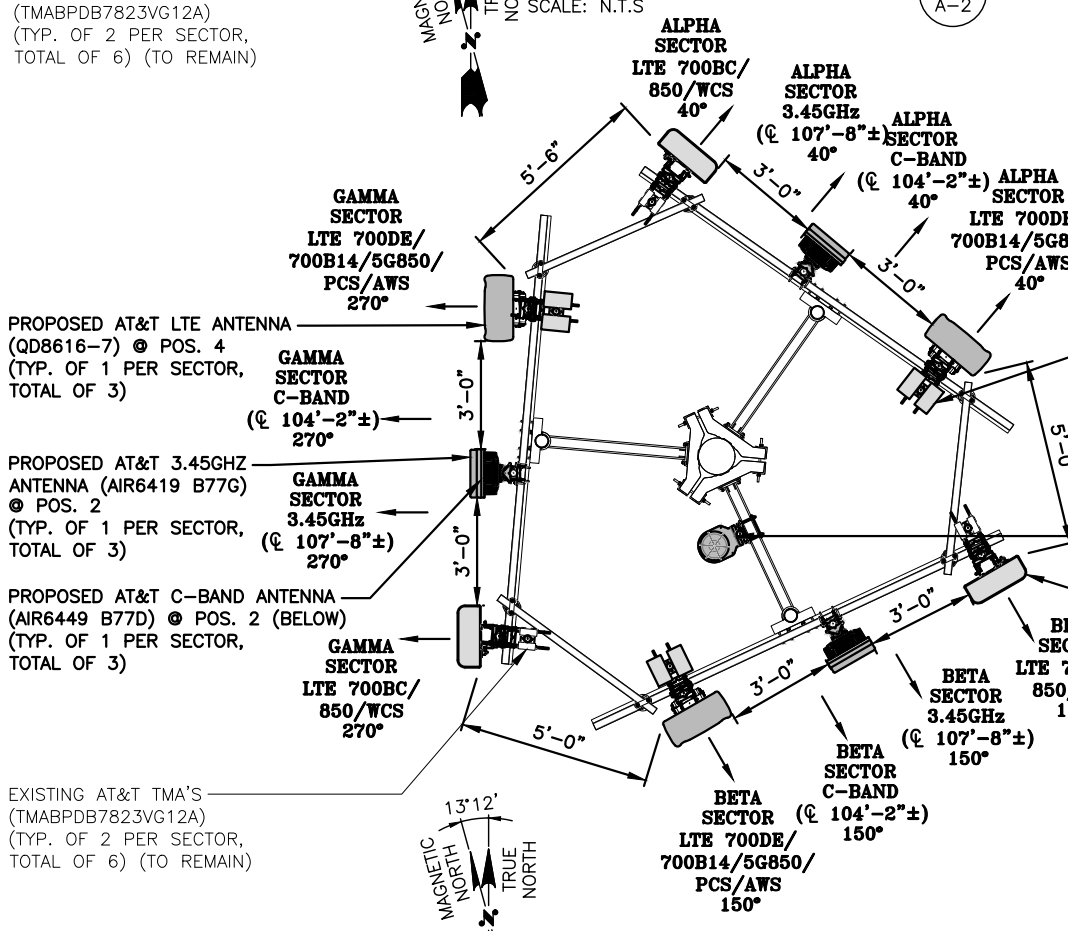 (TMABPDB7823VG12A)
(TYP. OF 2 PER SECTOR,
TOTAL OF 6) (TO REMAIN)
SCALE: N.T.S
A-2
ALPHA
SECTOR
LTE 700BC/
850/WCS
40°
ALPHA
SECTOR
3.45GHz
(℄ 107'-8"±)
40°
ALPHA
SECTOR
C-BAND
(℄ 104'-2"±)
40°
ALPHA
SECTOR
LTE 700DE
700B14/5G8
PCS/AWS
40°
5'-6"
3'-0"
3'-0"
5'-0
GAMMA
SECTOR
LTE 700DE/
700B14/5G850/
PCS/AWS
270°
PROPOSED AT&T LTE ANTENNA
(QD8616-7) @ POS. 4
(TYP. OF 1 PER SECTOR,
TOTAL OF 3)
GAMMA
SECTOR
C-BAND
(℄ 104'-2"±)
270°
3'-0"
PROPOSED AT&T 3.45GHZ
ANTENNA (AIR6419 B77G)
@ POS. 2
(TYP. OF 1 PER SECTOR,
TOTAL OF 3)
GAMMA
SECTOR
3.45GHz
(℄ 107'-8"±)
270°
3'-0"
PROPOSED AT&T C-BAND ANTENNA
(AIR6449 B77D) @ POS. 2 (BELOW)
(TYP. OF 1 PER SECTOR,
TOTAL OF 3)
GAMMA
SECTOR
LTE 700BC/
850/WCS
270°
5'-0"
3'-0"
3'-0"
BETA
SECTOR
3.45GHz
(℄ 107'-8"±)
150°
BETA
SECTOR
C-BAND
(℄ 104'-2"±)
150°
BETA
SECTOR
LTE 700DE/
700B14/5G850/
PCS/AWS
150°
EXISTING AT&T TMA'S
(TMABPDB7823VG12A)
(TYP. OF 2 PER SECTOR,
TOTAL OF 6) (TO REMAIN)
13°12'
MAGNETIC
NORTH
TRUE
NORTH